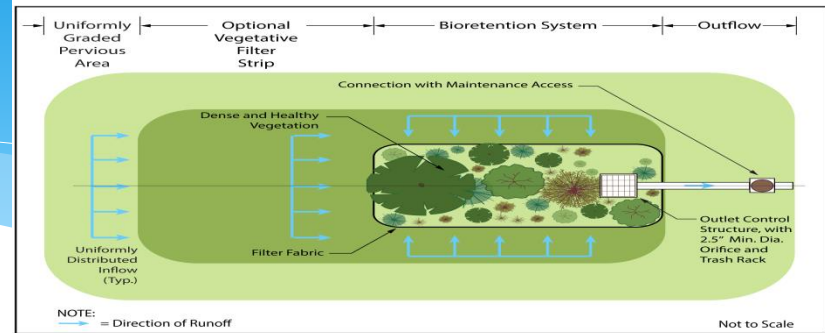 Uniformly
Graded
Pervious
Area
Optional
Vegetative
Filter
Strip
Bioretention System
Outflow
Connection with Maintenance Access
Dense and Healthy
Vegetation
Uniformly
Distributed
Inflow
(Typ.)
Filter Fabric
Outlet Control
Structure, with
2.5" Min. Dia.
Orifice and
Trash Rack
NOTE:
= Direction of Runoff
Not to Scale